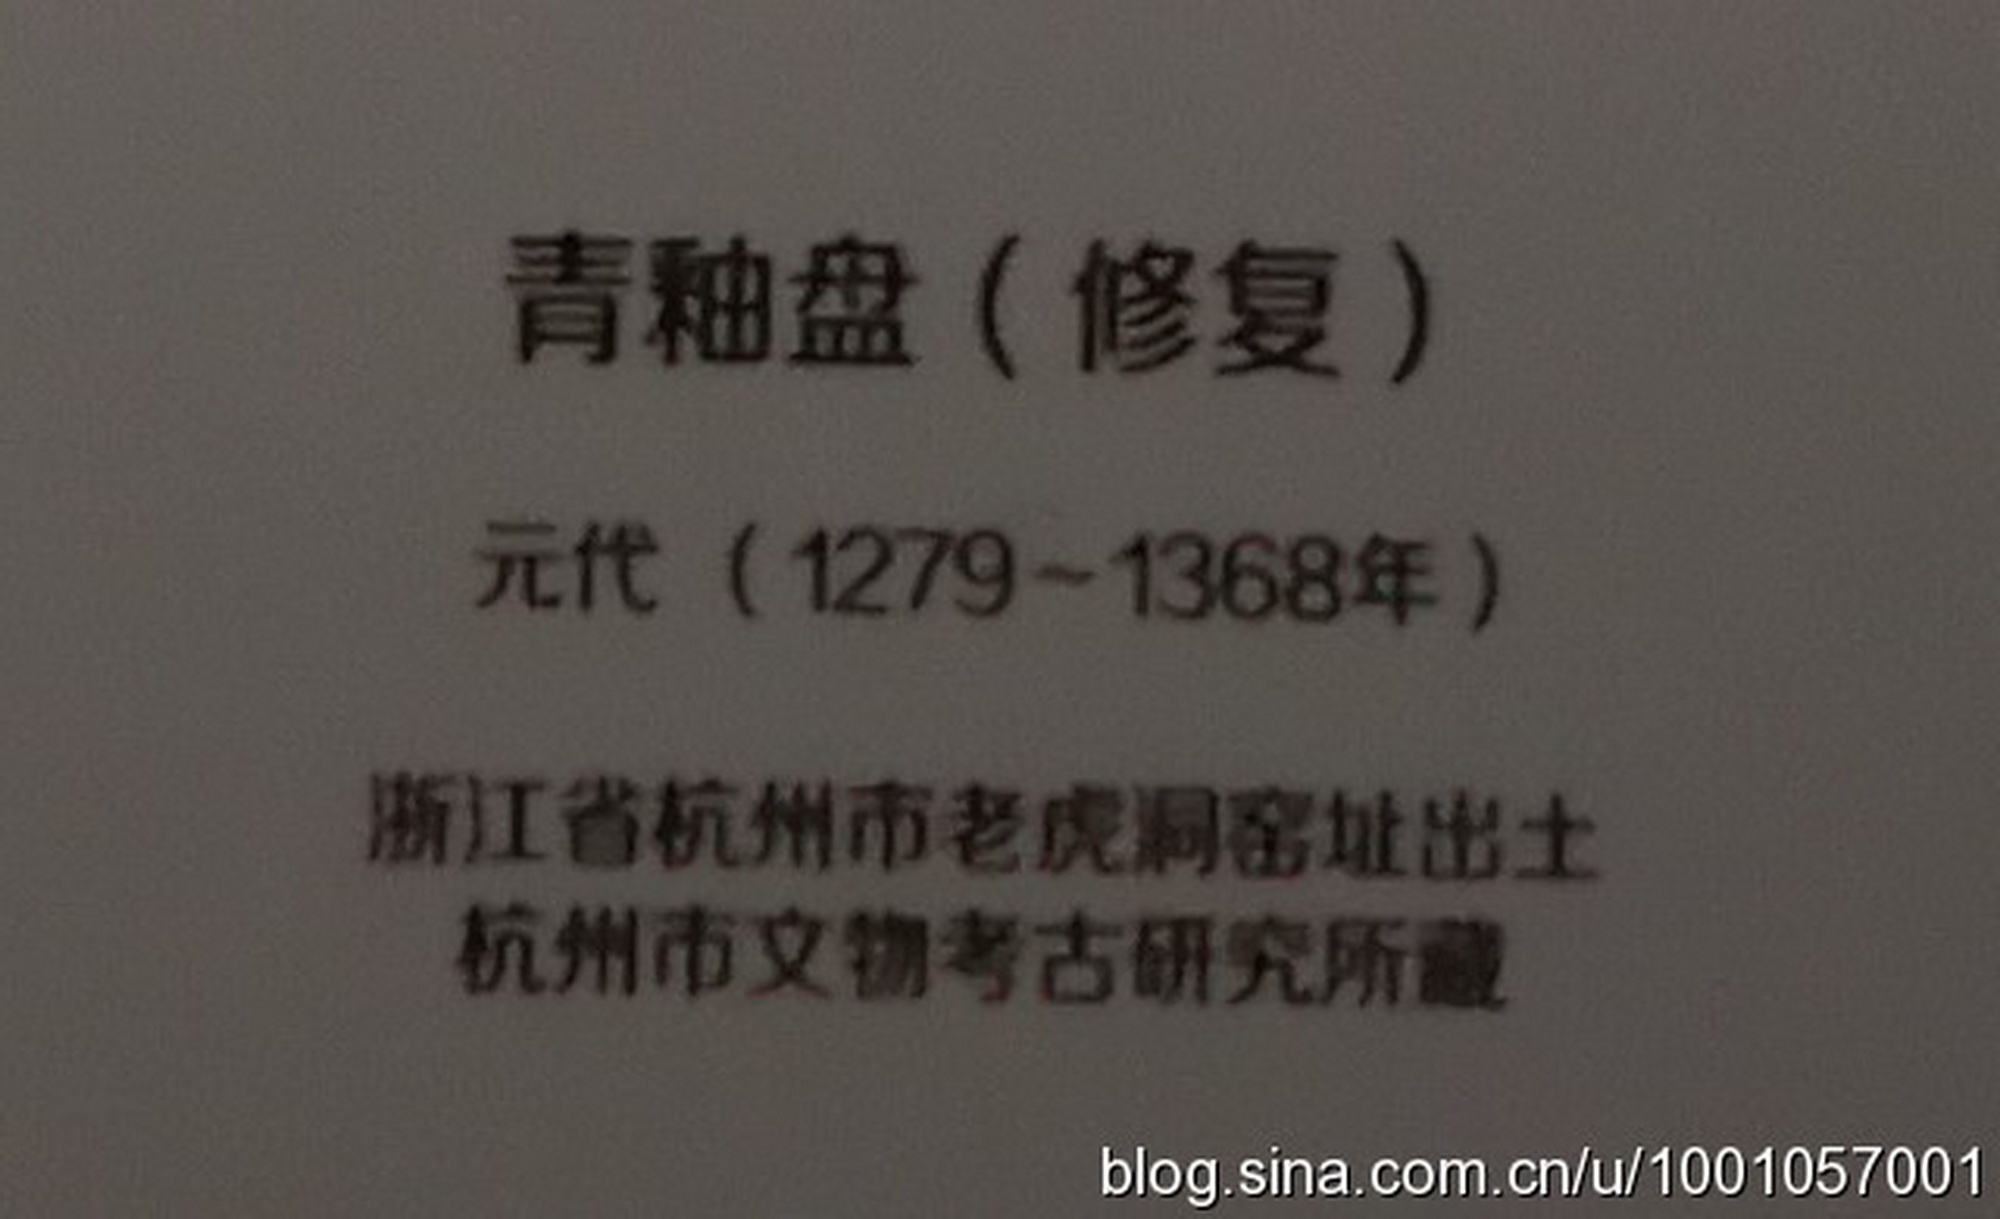 青釉盘（修复）
元代（1279~1368年）
浙江省杭州市老虎洞窑址出土
杭州市文物考古研究所藏
blog.sina.com.cn/u/1001057001